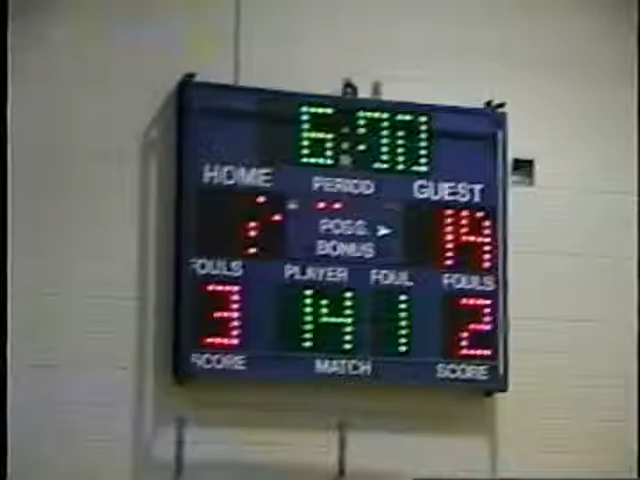 6:00
HOME PERIOD GUEST
7 14
POSS.
BONUS
FOULS PLAYER FOUL FOULS
3 14 1 2
SCORE MATCH SCORE